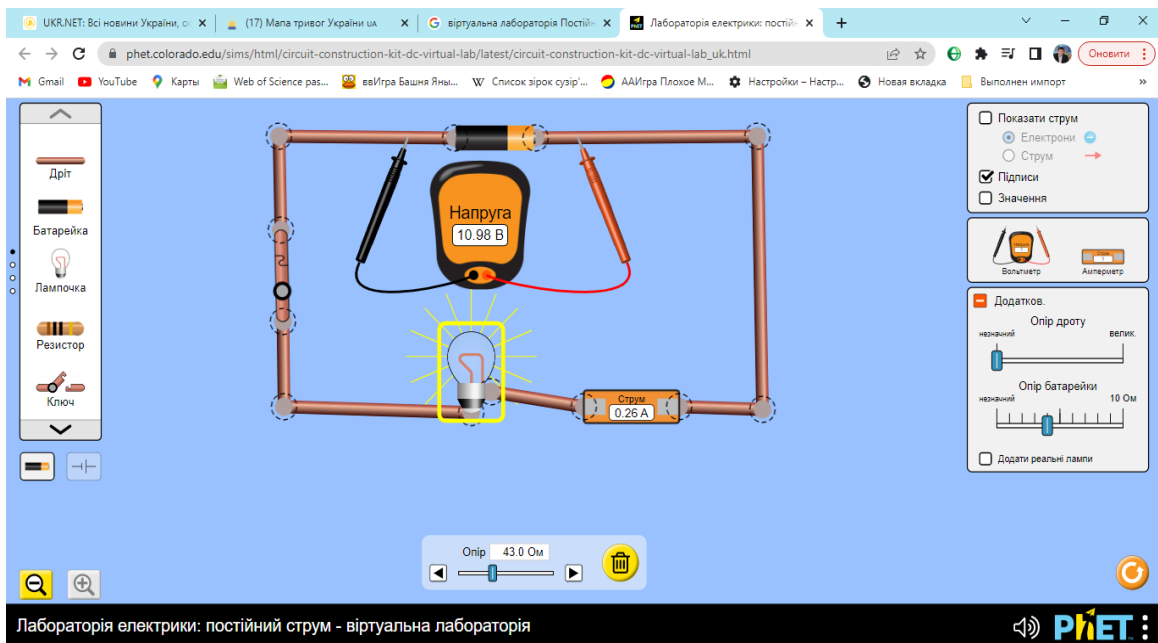 UKR.NET: Всі новини України, ос
(17) Мапа тривог України UA
віртуальна лабораторія Постій
Лабораторія електрики: постій
phet.colorado.edu/sims/html/circuit-construction-kit-dc-virtual-lab/latest/circuit-construction-kit-dc-virtual-lab_uk.html
Оновити
Gmail
YouTube
Карты
Web of Science pas...
ввИгра Башня Яны...
Список зірок сузір'...
ААИгра Плохое М...
Настройки – Настр...
Новая вкладка
Выполнен импорт
»
Дріт
Батарейка
Лампочка
Резистор
Ключ
Напруга
10.98 В
Струм
0.26 А
Показати струм
Електрони
Струм
Підписи
Значення
Вольтметр
Амперметр
Додатков.
Опір дроту
незначний
велик.
Опір батарейки
незначний
10 Ом
Додати реальні лампи
Опір 43.0 Ом
Лабораторія електрики: постійний струм - віртуальна лабораторія
PhET